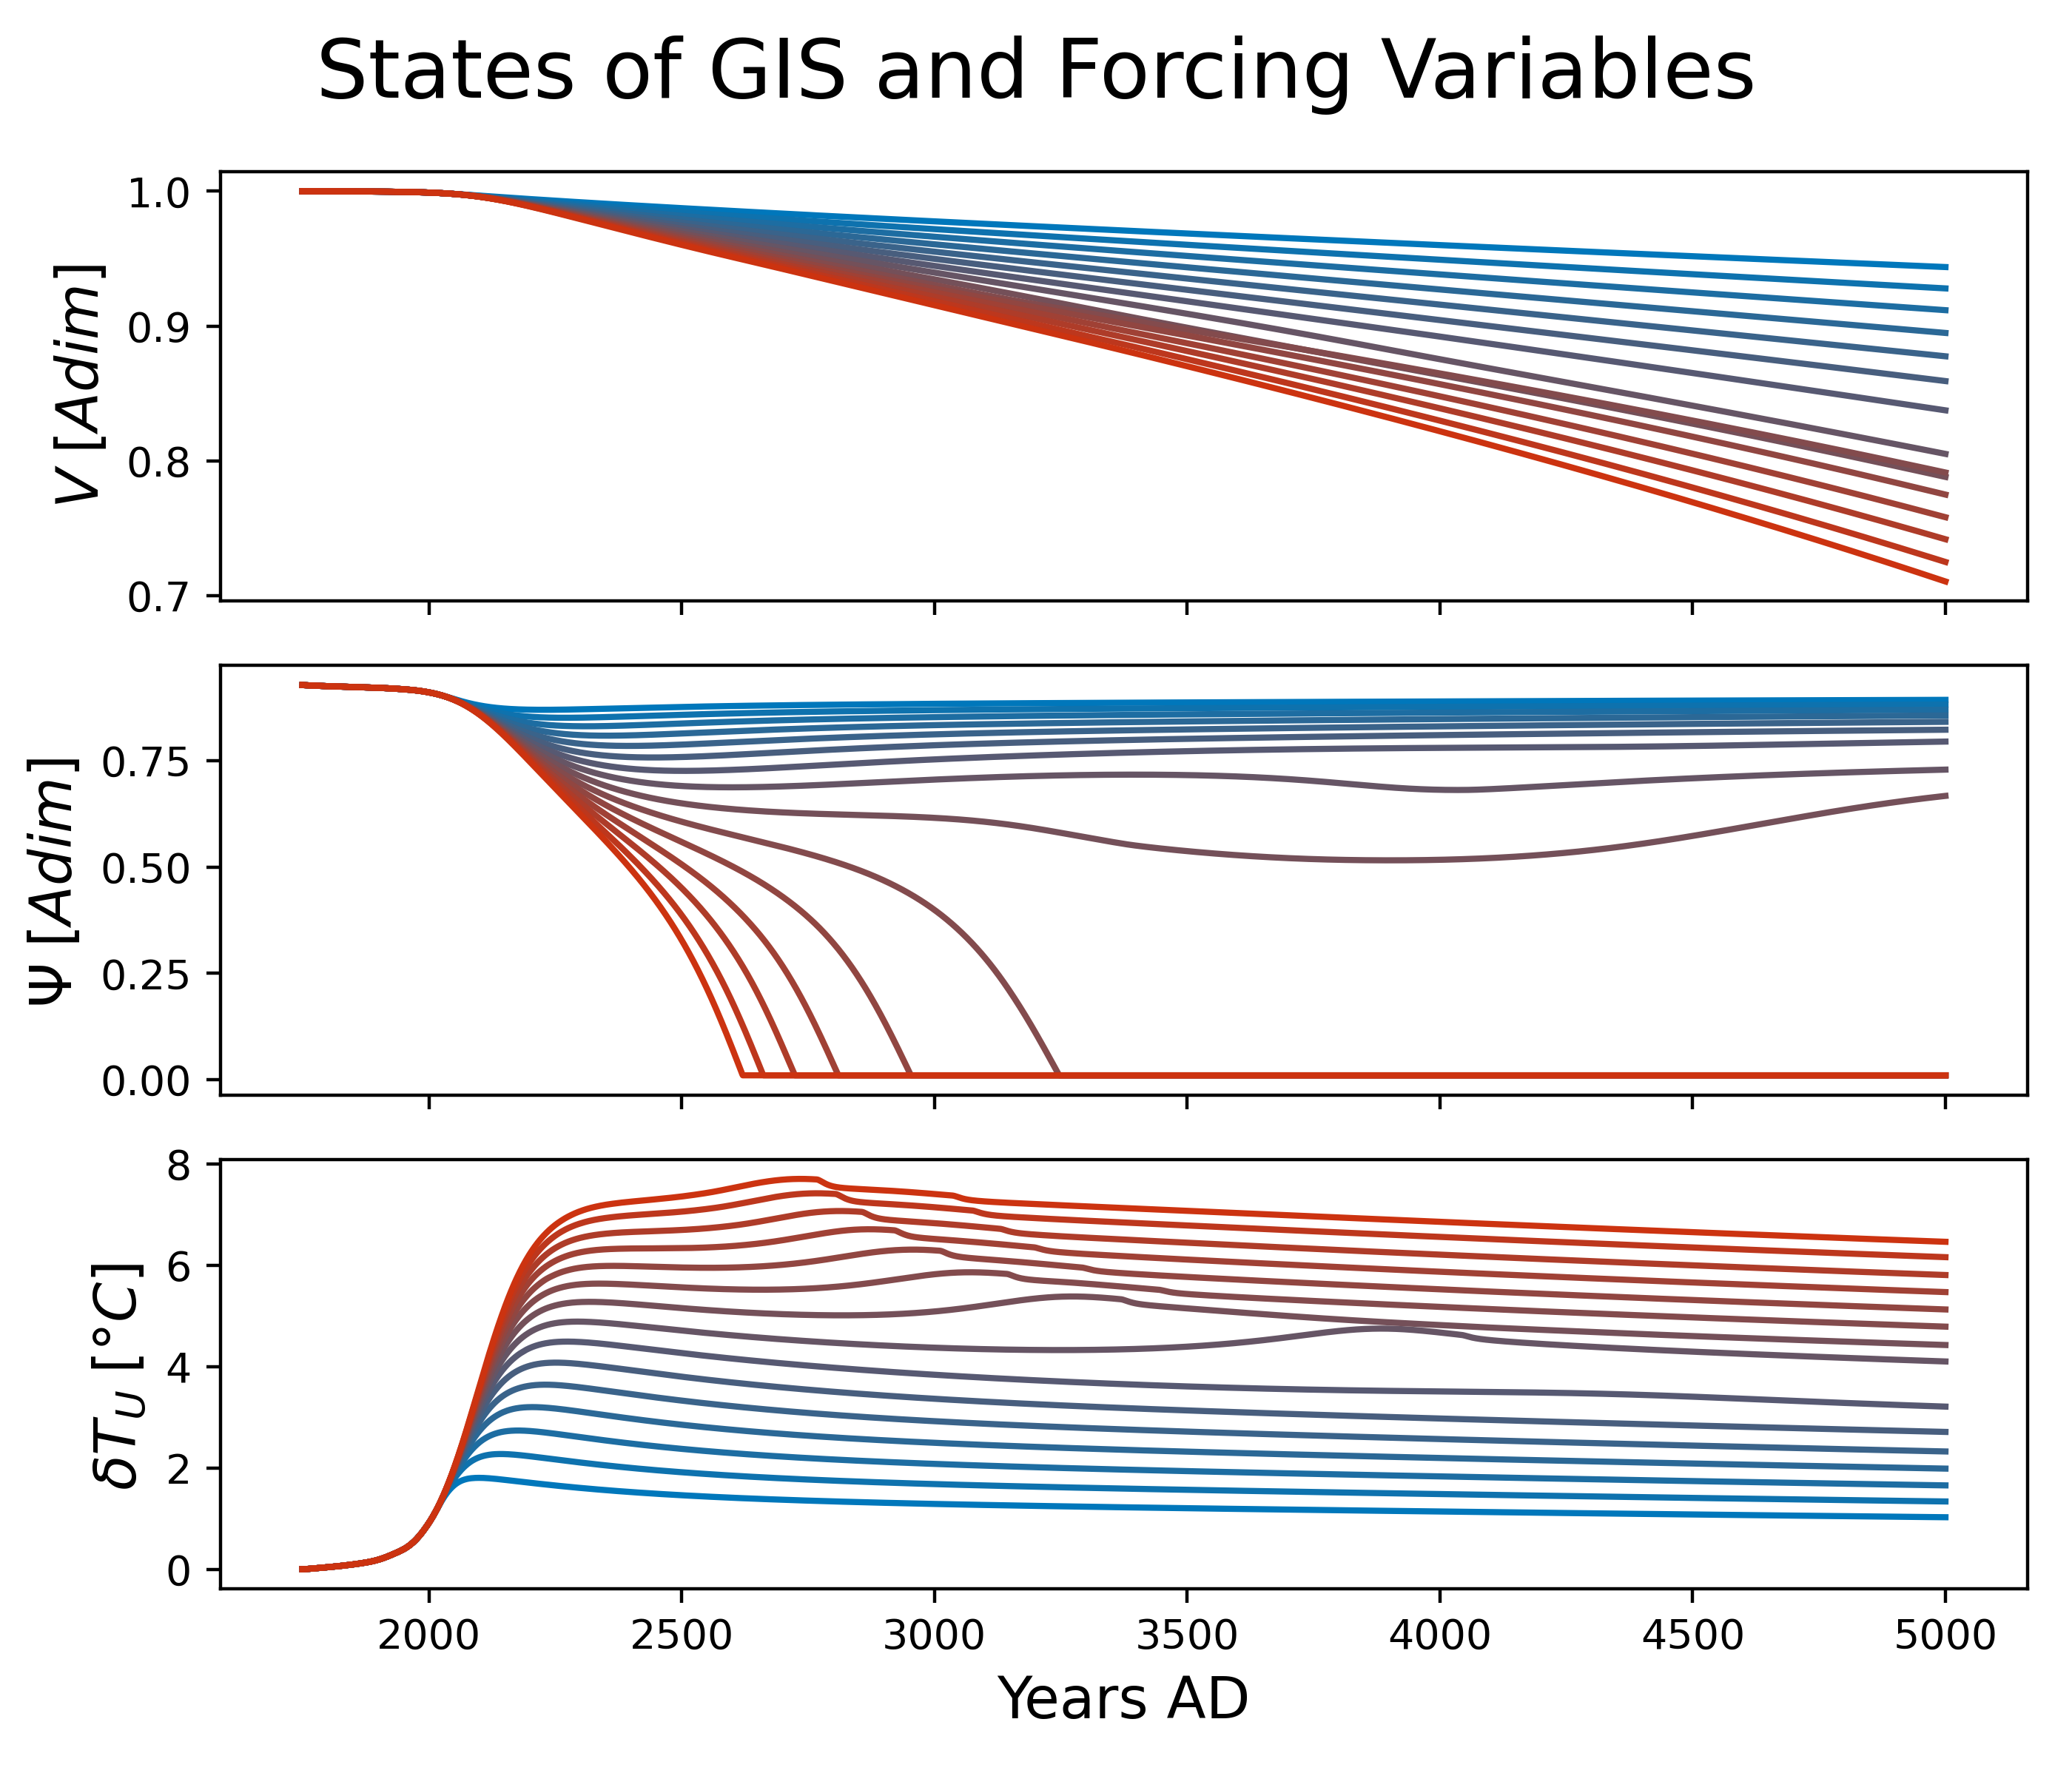 States of GIS and Forcing Variables
V [Adim]
1.0
0.9
0.8
0.7
Ψ [Adim]
0.75
0.50
0.25
0.00
δT_U [°C]
8
6
4
2
0
2000 2500 3000 3500 4000 4500 5000
Years AD